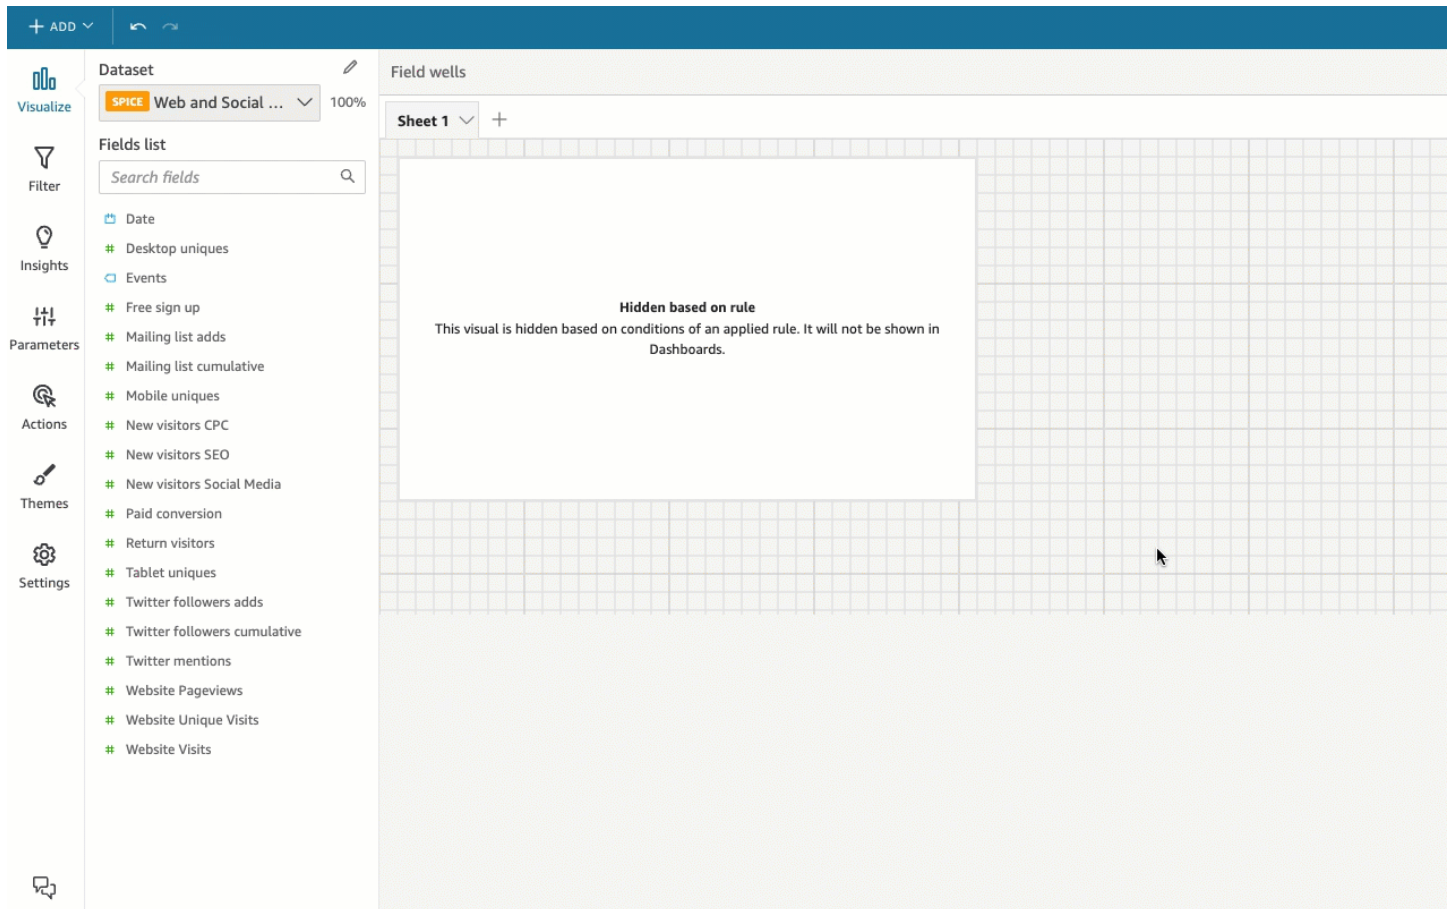 ADD
Visualize
Filter
Insights
Parameters
Actions
Themes
Settings
Dataset
SPICE Web and Social ... 100%
Fields list
Search fields
Date
Desktop uniques
Events
Free sign up
Mailing list adds
Mailing list cumulative
Mobile uniques
New visitors CPC
New visitors SEO
New visitors Social Media
Paid conversion
Return visitors
Tablet uniques
Twitter followers adds
Twitter followers cumulative
Twitter mentions
Website Pageviews
Website Unique Visits
Website Visits
Field wells
Sheet 1
Hidden based on rule
This visual is hidden based on conditions of an applied rule. It will not be shown in
Dashboards.